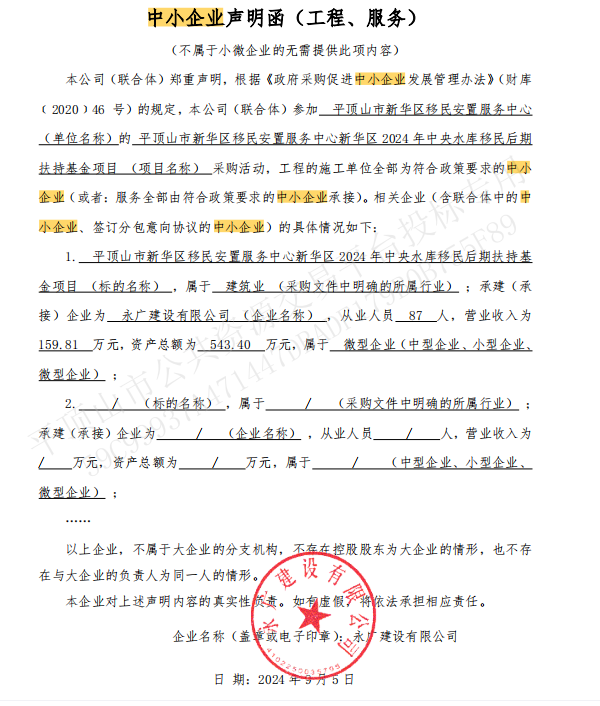 中小企业声明函（工程、服务）
（不属于小微企业的无需提供此项内容）
本公司（联合体）郑重声明，根据《政府采购促进中小企业发展管理办法》（财库
﹝2020﹞46 号）的规定，本公司（联合体）参加 平顶山市新华区移民安置服务中心
（单位名称）的 平顶山市新华区移民安置服务中心新华区 2024 年中央水库移民后期
扶持基金项目 （项目名称） 采购活动，工程的施工单位全部为符合政策要求的中小
企业（或者：服务全部由符合政策要求的中小企业承接）。相关企业（含联合体中的中
小企业、签订分包意向协议的中小企业）的具体情况如下：
1. 平顶山市新华区移民安置服务中心新华区 2024 年中央水库移民后期扶持基
金项目 （标的名称） ，属于 建筑业 （采购文件中明确的所属行业） ；承建（承
接）企业为 永广建设有限公司 （企业名称） ，从业人员 87 人，营业收入为
159.81 万元，资产总额为 543.40 万元，属于 微型企业（中型企业、小型企业、
微型企业） ；
2. / （标的名称） ，属于 / （采购文件中明确的所属行业） ；
承建（承接）企业为 / （企业名称） ，从业人员 / 人，营业收入为
/ 万元，资产总额为 / 万元，属于 / （中型企业、小型企业、
微型企业） ；
……
以上企业，不属于大企业的分支机构，不存在控股股东为大企业的情形，也不存
在与大企业的负责人为同一人的情形。
本企业对上述声明内容的真实性负责。如有虚假，将依法承担相应责任。
企业名称（盖章或电子印章）：永广建设有限公司
日 期：2024 年 9 月 5 日
永广建设有限公司